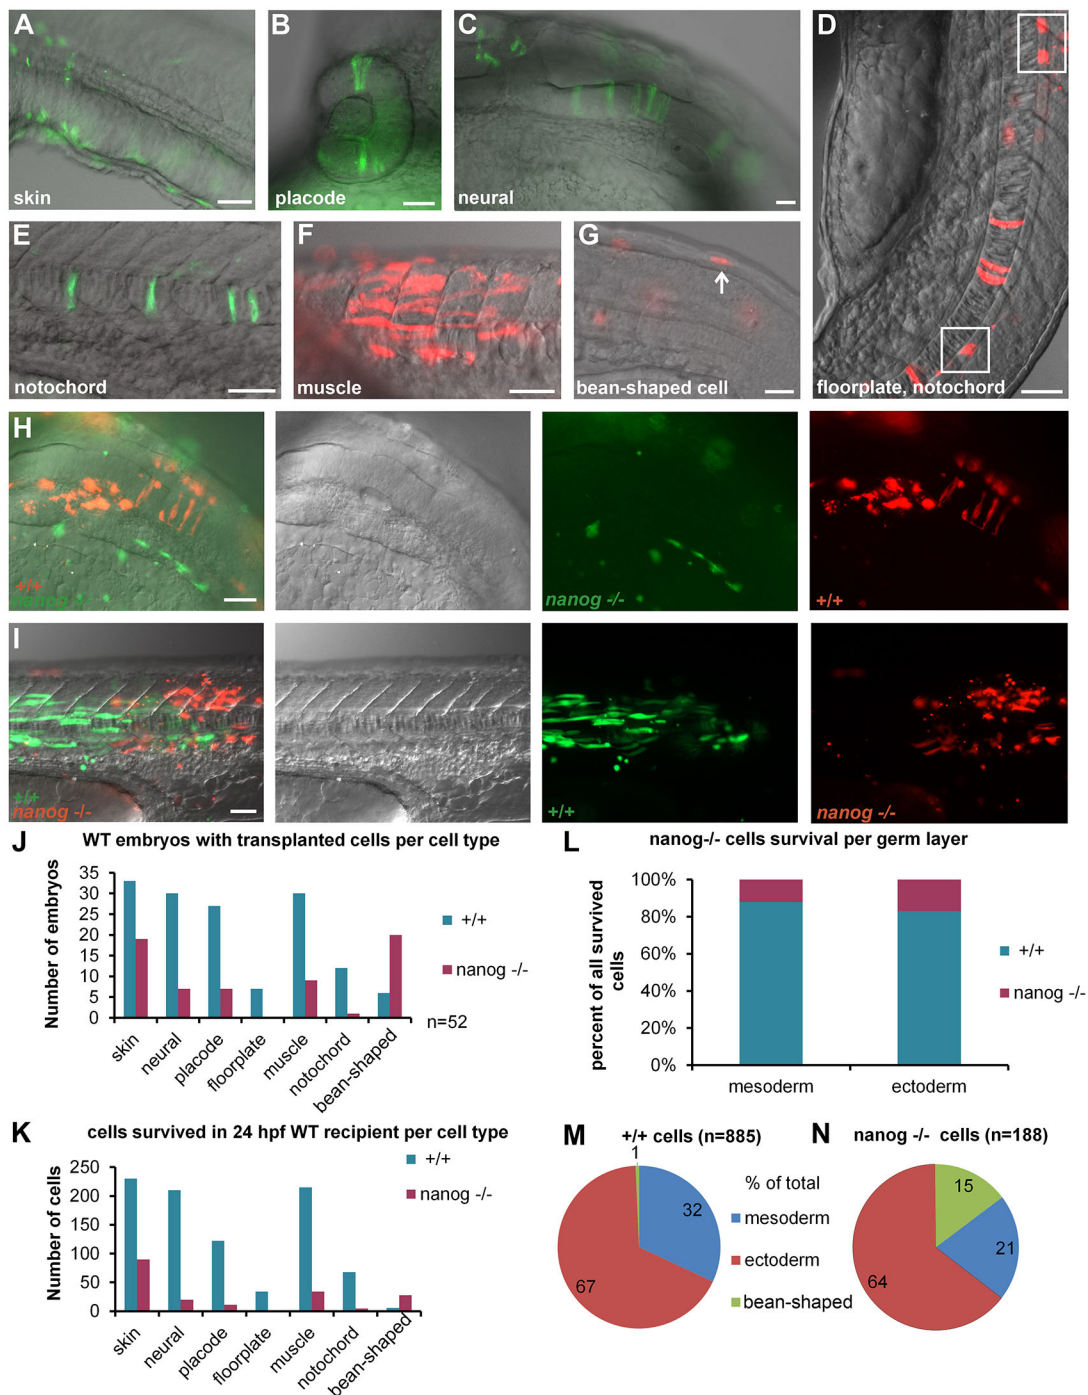 A
skin
B
placode
C
neural
D
floorplate, notochord
E
notochord
F
muscle
G
bean-shaped cell
H
+/+
nanog
nanog -/-
+/+
I
+/+
nanog -/-
+/+
nanog -/-
J
WT embryos with transplanted cells per cell type
Number of embryos
35
30
25
20
15
10
5
0
skin
neural
placode
floorplate
muscle
notochord
bean-shaped
+/+
nanog -/-
n=52
K
cells survived in 24 hpf WT recipient per cell type
Number of cells
250
200
150
100
50
0
skin
neural
placode
floorplate
muscle
notochord
bean-shaped
+/+
nanog -/-
L
nanog-/- cells survival per germ layer
percent of all survived
cells
100%
80%
60%
40%
20%
0%
mesoderm
ectoderm
+/+
nanog -/-
M
+/+ cells (n=885)
1
32
67
% of total
mesoderm
ectoderm
bean-shaped
N
nanog -/- cells (n=188)
15
21
64